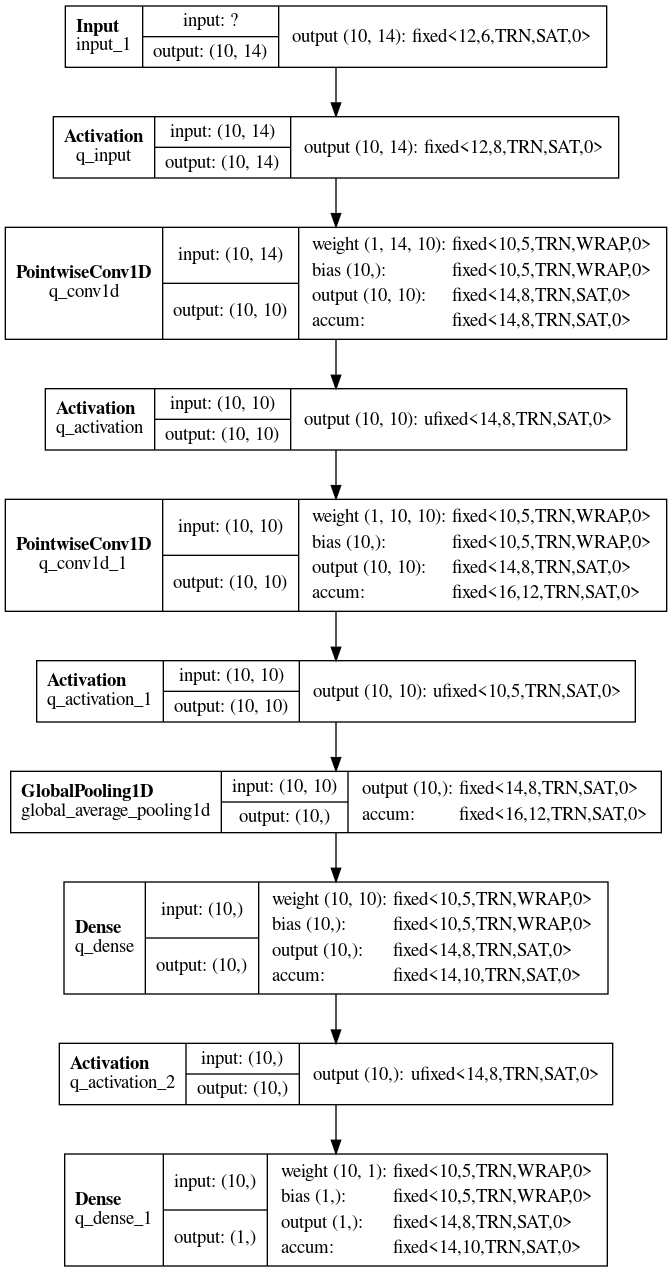 Input
input_1
input: ?
output: (10, 14)
output (10, 14): fixed<12,6,TRN,SAT,0>
Activation
q_input
input: (10, 14)
output: (10, 14)
output (10, 14): fixed<12,8,TRN,SAT,0>
PointwiseConv1D
q_conv1d
input: (10, 14)
output: (10, 10)
weight (1, 14, 10): fixed<10,5,TRN,WRAP,0>
bias (10,): fixed<10,5,TRN,WRAP,0>
output (10, 10): fixed<14,8,TRN,SAT,0>
accum: fixed<14,8,TRN,SAT,0>
Activation
q_activation
input: (10, 10)
output: (10, 10)
output (10, 10): ufixed<14,8,TRN,SAT,0>
PointwiseConv1D
q_conv1d_1
input: (10, 10)
output: (10, 10)
weight (1, 10, 10): fixed<10,5,TRN,WRAP,0>
bias (10,): fixed<10,5,TRN,WRAP,0>
output (10, 10): fixed<14,8,TRN,SAT,0>
accum: fixed<16,12,TRN,SAT,0>
Activation
q_activation_1
input: (10, 10)
output: (10, 10)
output (10, 10): ufixed<10,5,TRN,SAT,0>
GlobalPooling1D
global_average_pooling1d
input: (10, 10)
output: (10,)
output (10,): fixed<14,8,TRN,SAT,0>
accum: fixed<16,12,TRN,SAT,0>
Dense
q_dense
input: (10,)
output: (10,)
weight (10, 10): fixed<10,5,TRN,WRAP,0>
bias (10,): fixed<10,5,TRN,WRAP,0>
output (10,): fixed<14,8,TRN,SAT,0>
accum: fixed<14,10,TRN,SAT,0>
Activation
q_activation_2
input: (10,)
output: (10,)
output (10,): ufixed<14,8,TRN,SAT,0>
Dense
q_dense_1
input: (10,)
output: (1,)
weight (10, 1): fixed<10,5,TRN,WRAP,0>
bias (1,): fixed<10,5,TRN,WRAP,0>
output (1,): fixed<14,8,TRN,SAT,0>
accum: fixed<14,10,TRN,SAT,0>